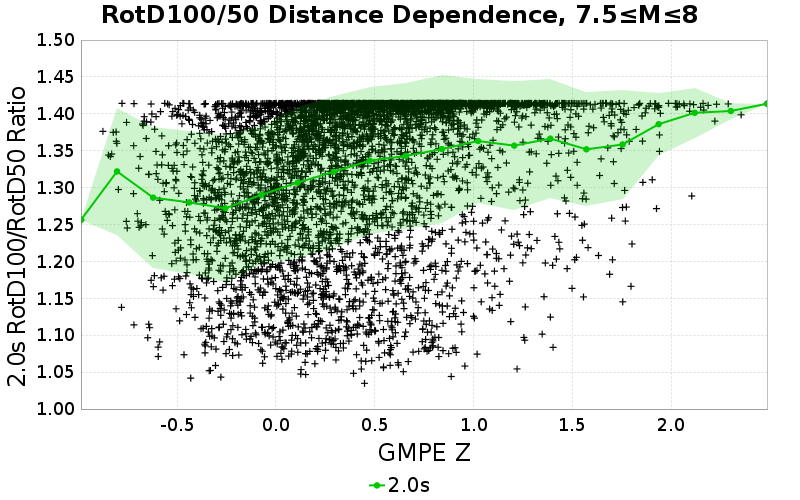 RotD100/50 Distance Dependence, 7.5≤M≤8
2.0s RotD100/RotD50 Ratio
1.50
1.45
1.40
1.35
1.30
1.25
1.20
1.15
1.10
1.05
1.00
-0.5 0.0 0.5 1.0 1.5 2.0
GMPE Z
2.0s